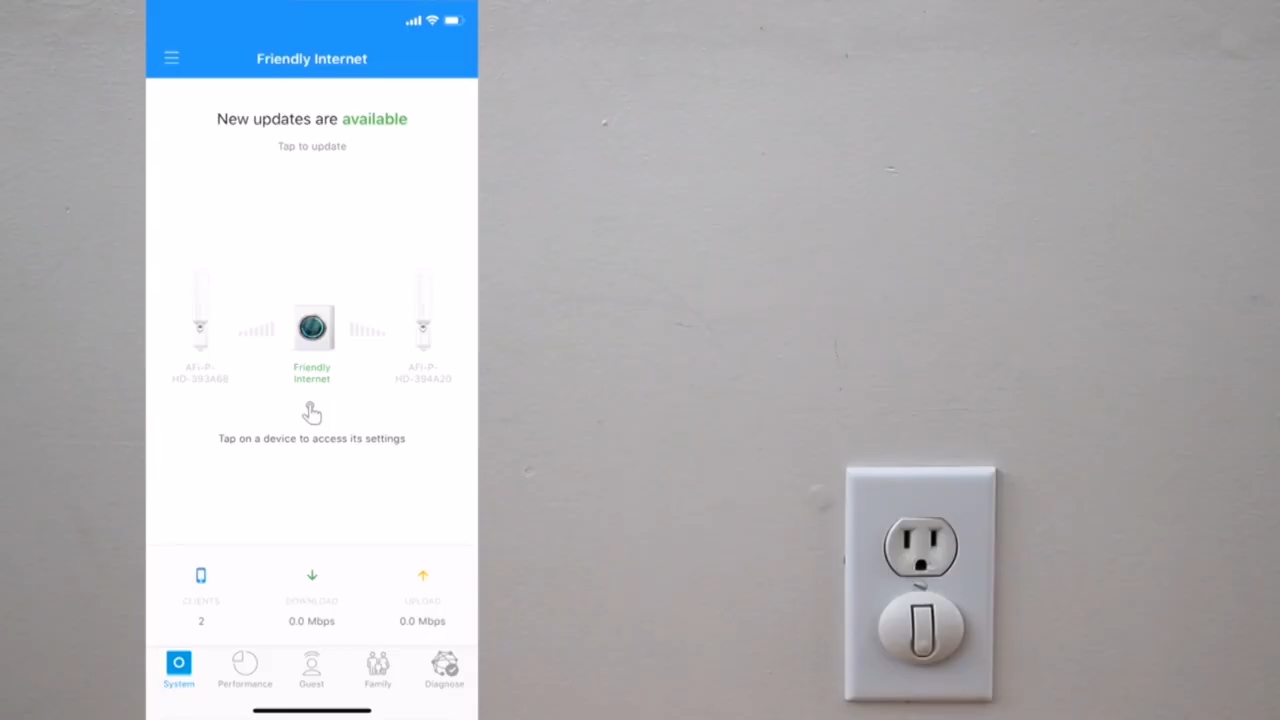 Friendly Internet
New updates are available
Tap to update
AFi-P-
HD-393A68
Friendly
Internet
AFi-P-
HD-394A20
Tap on a device to access its settings
CLIENTS
DOWNLOAD
UPLOAD
2
0.0 Mbps
0.0 Mbps
System
Performance
Guest
Family
Diagnose